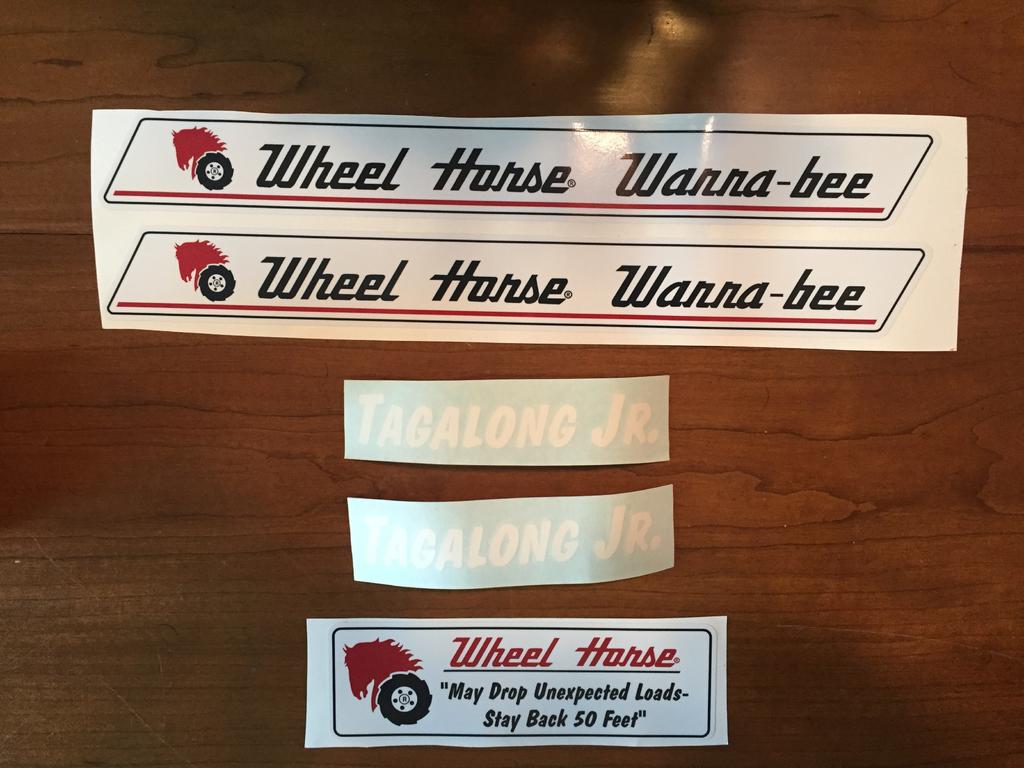 Wheel Horse® Wanna-bee
Wheel Horse® Wanna-bee
TAGALONG JR.
TAGALONG JR.
Wheel Horse®
"May Drop Unexpected Loads-
Stay Back 50 Feet"